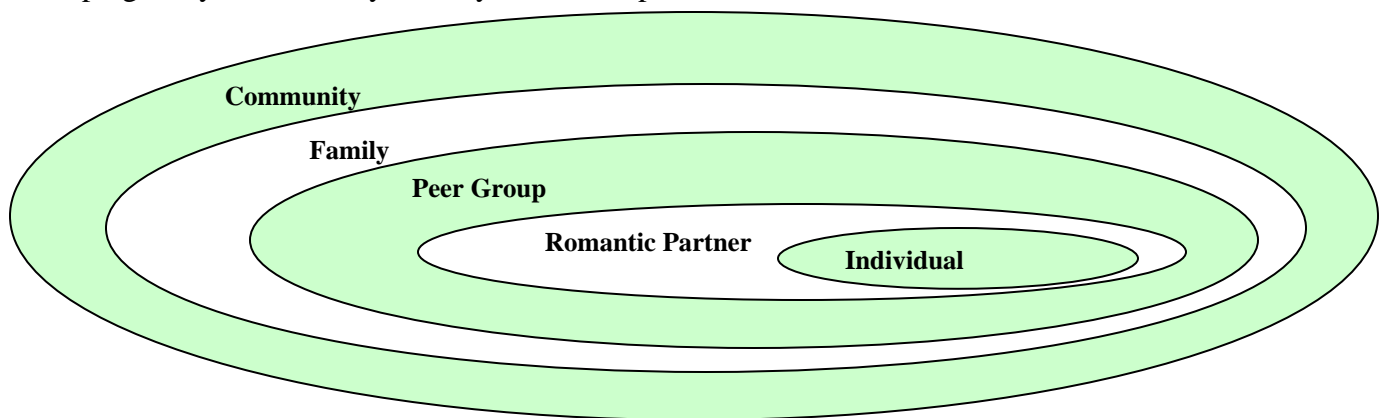 Community
Family
Peer Group
Romantic Partner
Individual